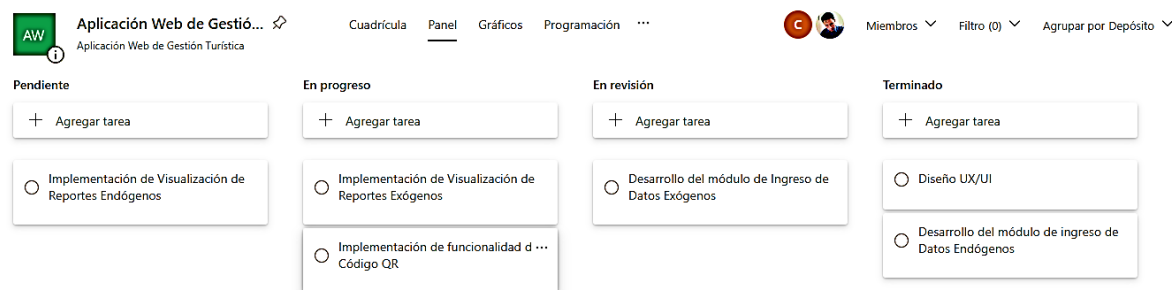 AW
Aplicación Web de Gestió...
Aplicación Web de Gestión Turística
Cuadrícula
Panel
Gráficos
Programación
...
C
Miembros
Filtro (0)
Agrupar por Depósito
Pendiente
Agregar tarea
Implementación de Visualización de
Reportes Endógenos
En progreso
Agregar tarea
Implementación de Visualización de
Reportes Exógenos
Implementación de funcionalidad d ...
Código QR
En revisión
Agregar tarea
Desarrollo del módulo de Ingreso de
Datos Exógenos
Terminado
Agregar tarea
Diseño UX/UI
Desarrollo del módulo de ingreso de
Datos Endógenos